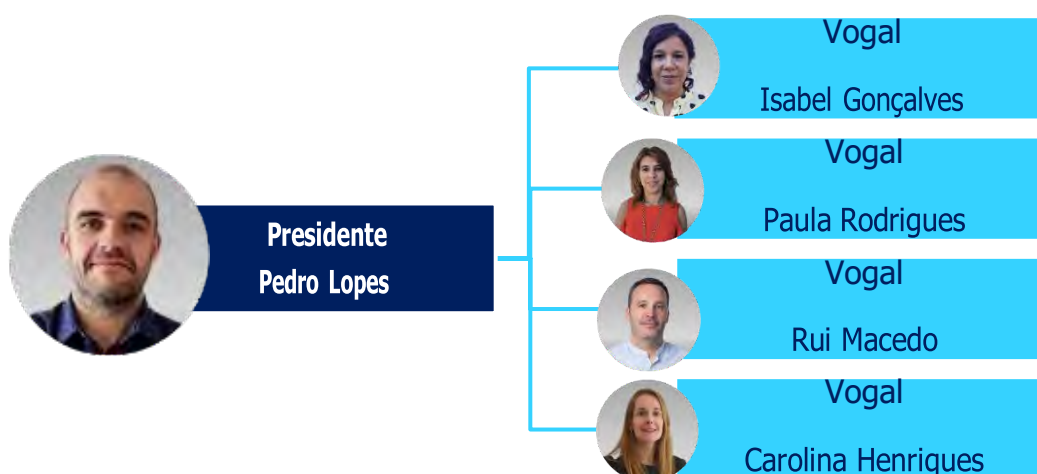 Presidente
Pedro Lopes
Vogal
Isabel Gonçalves
Vogal
Paula Rodrigues
Vogal
Rui Macedo
Vogal
Carolina Henriques